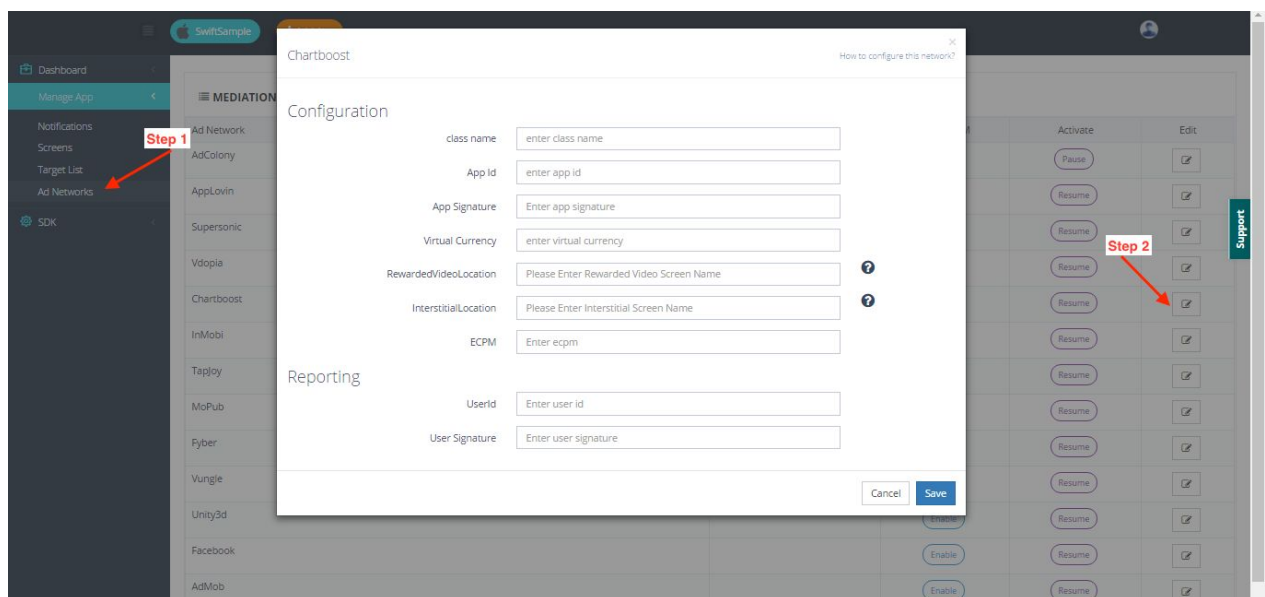 SwiftSample
Chartboost
×
How to configure this network?
Dashboard
Manage App
Notifications
Screens
Target List
Ad Networks
SDK
Step 1
MEDIATION
Ad Network
Activate
Edit
AdColony
Pause
AppLovin
Resume
Supersonic
Resume
Vdopia
Resume
Chartboost
Resume
InMobi
Resume
Tapjoy
Resume
MoPub
Resume
Fyber
Resume
Vungle
Resume
Unity3d
Enable
Resume
Facebook
Enable
Resume
AdMob
Enable
Resume
Configuration
class name
enter class name
App Id
enter app id
App Signature
Enter app signature
Virtual Currency
enter virtual currency
RewardedVideoLocation
Please Enter Rewarded Video Screen Name
?
InterstitialLocation
Please Enter Interstitial Screen Name
?
ECPM
Enter ecpm
Reporting
UserId
Enter user id
User Signature
Enter user signature
Cancel
Save
Step 2
Support